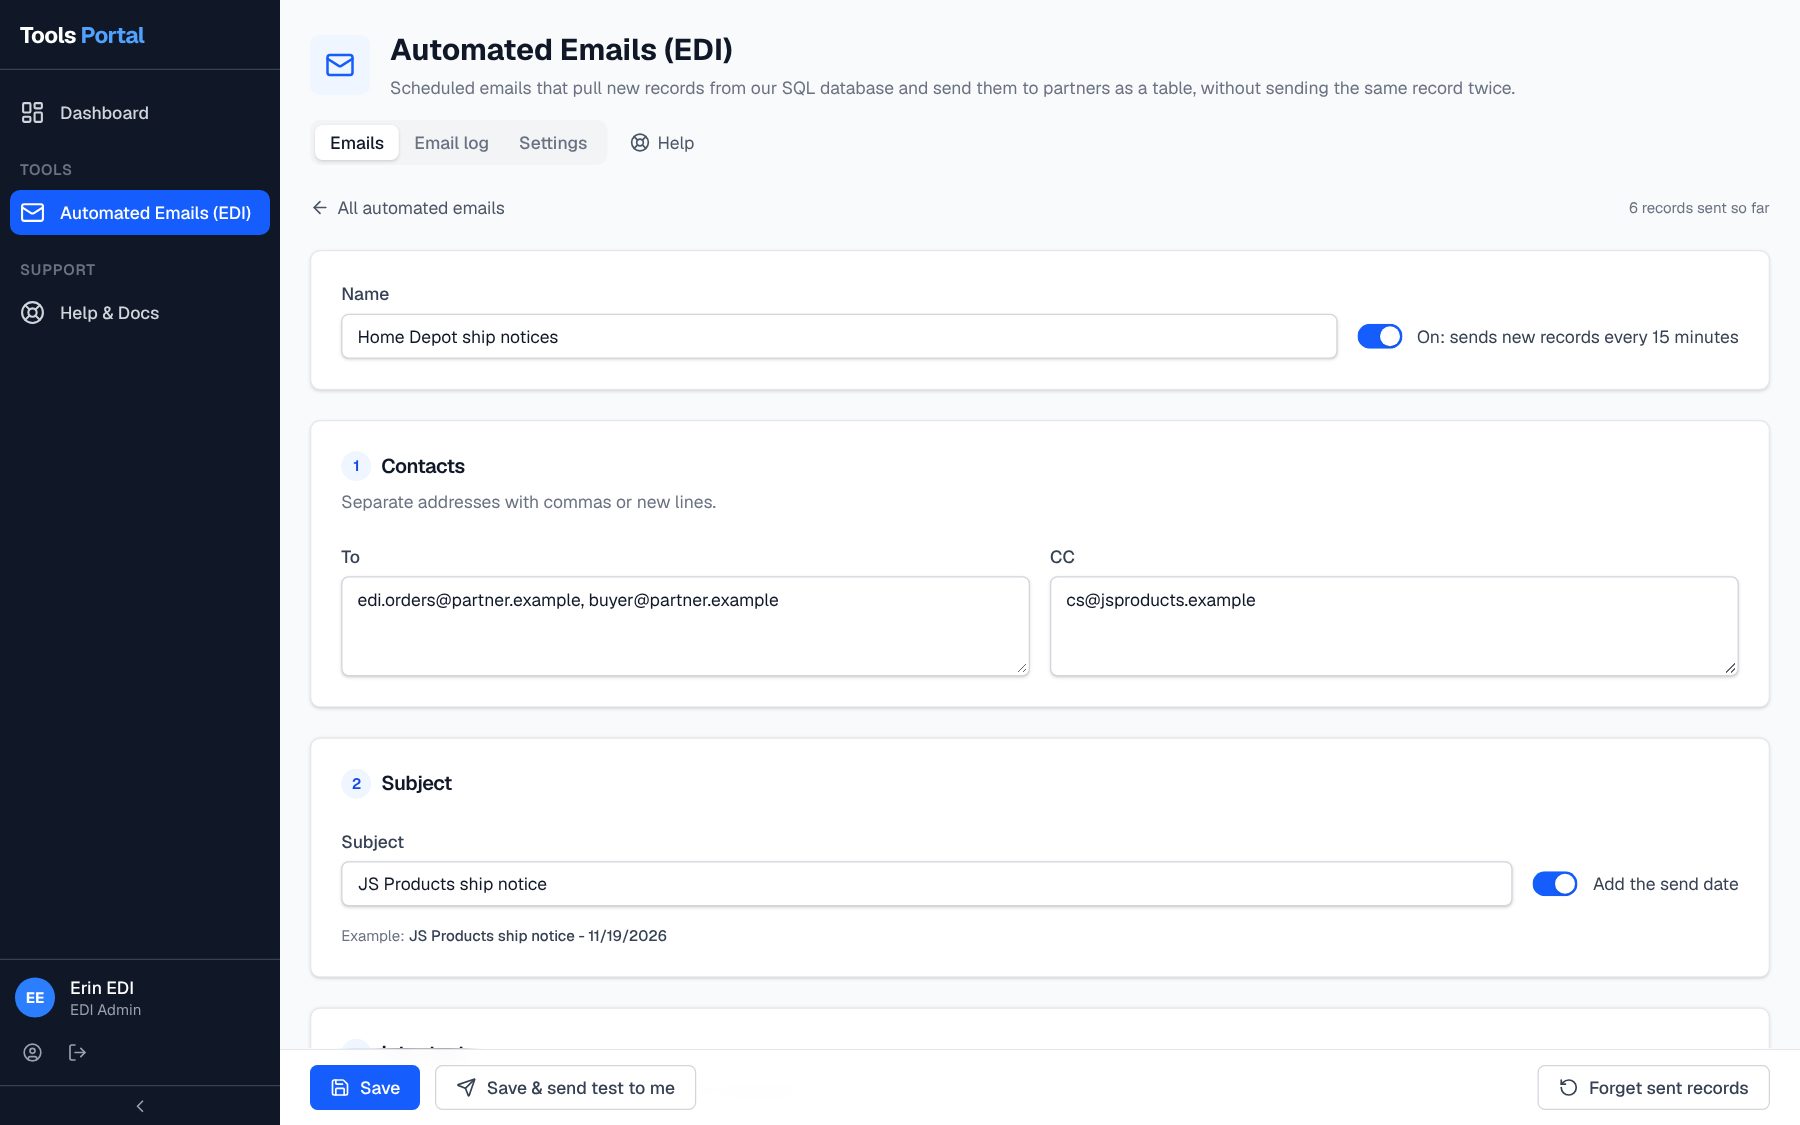 Tools Portal
Dashboard
TOOLS
Automated Emails (EDI)
SUPPORT
Help & Docs
Erin EDI
EE
EDI Admin
Automated Emails (EDI)
Scheduled emails that pull new records from our SQL database and send them to partners as a table, without sending the same record twice.
Emails Email log Settings Help
All automated emails
6 records sent so far
Name
Home Depot ship notices
On: sends new records every 15 minutes
1 Contacts
Separate addresses with commas or new lines.
To
edi.orders@partner.example, buyer@partner.example
CC
cs@jsproducts.example
2 Subject
Subject
JS Products ship notice
Add the send date
Example: JS Products ship notice - 11/19/2026
Save
Save & send test to me
Forget sent records